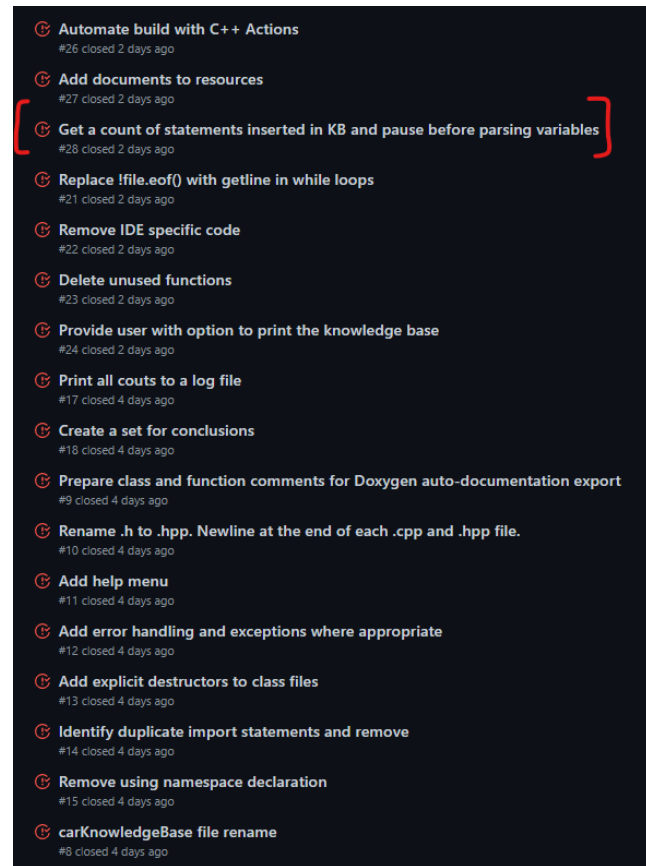 Automate build with C++ Actions
#26 closed 2 days ago
Add documents to resources
#27 closed 2 days ago
Get a count of statements inserted in KB and pause before parsing variables
#28 closed 2 days ago
Replace !file.eof() with getline in while loops
#21 closed 2 days ago
Remove IDE specific code
#22 closed 2 days ago
Delete unused functions
#23 closed 2 days ago
Provide user with option to print the knowledge base
#24 closed 2 days ago
Print all couts to a log file
#17 closed 4 days ago
Create a set for conclusions
#18 closed 4 days ago
Prepare class and function comments for Doxygen auto-documentation export
#9 closed 4 days ago
Rename .h to .hpp. Newline at the end of each .cpp and .hpp file.
#10 closed 4 days ago
Add help menu
#11 closed 4 days ago
Add error handling and exceptions where appropriate
#12 closed 4 days ago
Add explicit destructors to class files
#13 closed 4 days ago
Identify duplicate import statements and remove
#14 closed 4 days ago
Remove using namespace declaration
#15 closed 4 days ago
carKnowledgeBase file rename
#8 closed 4 days ago